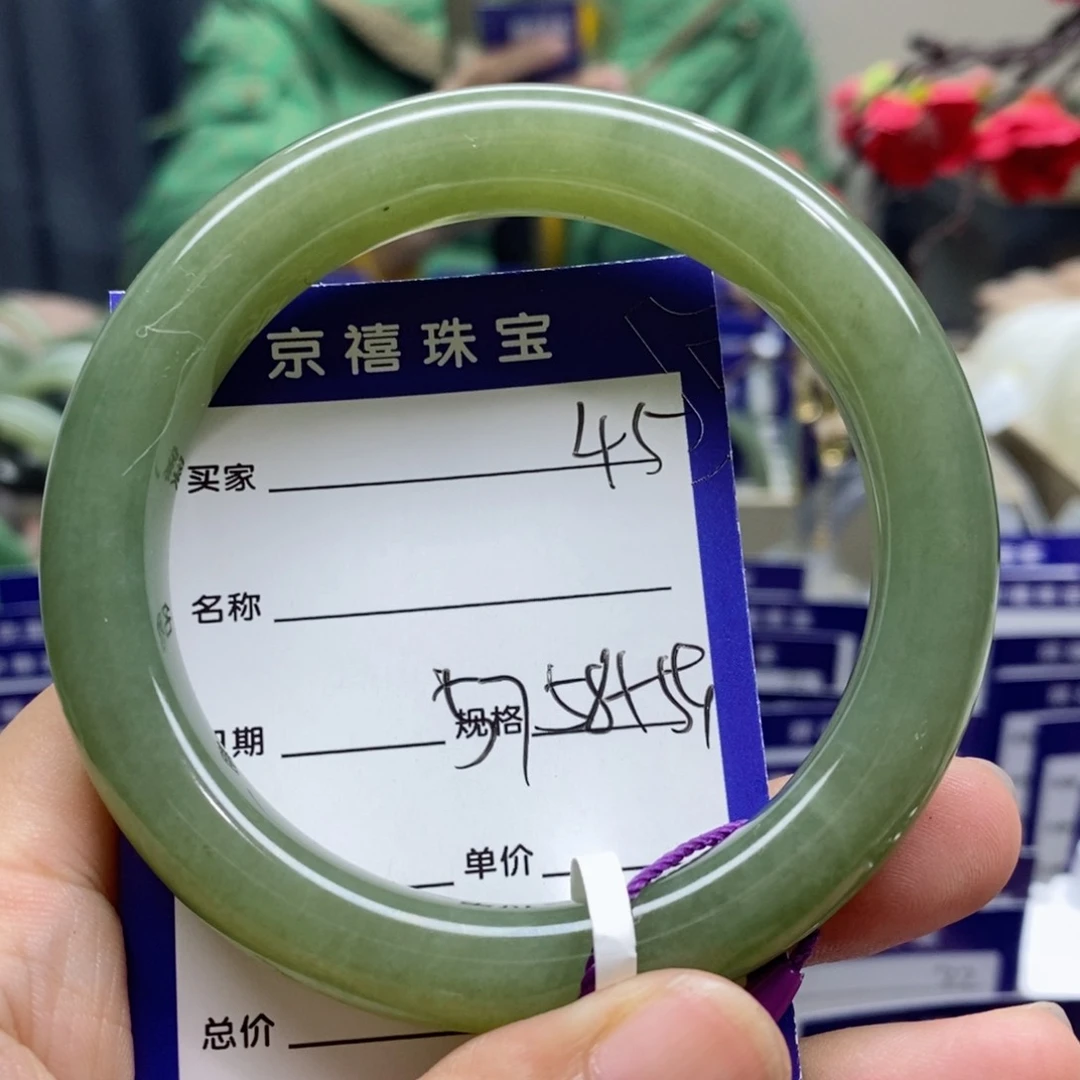 京禧珠宝
买家 45
名称
期 规格
单价
总价